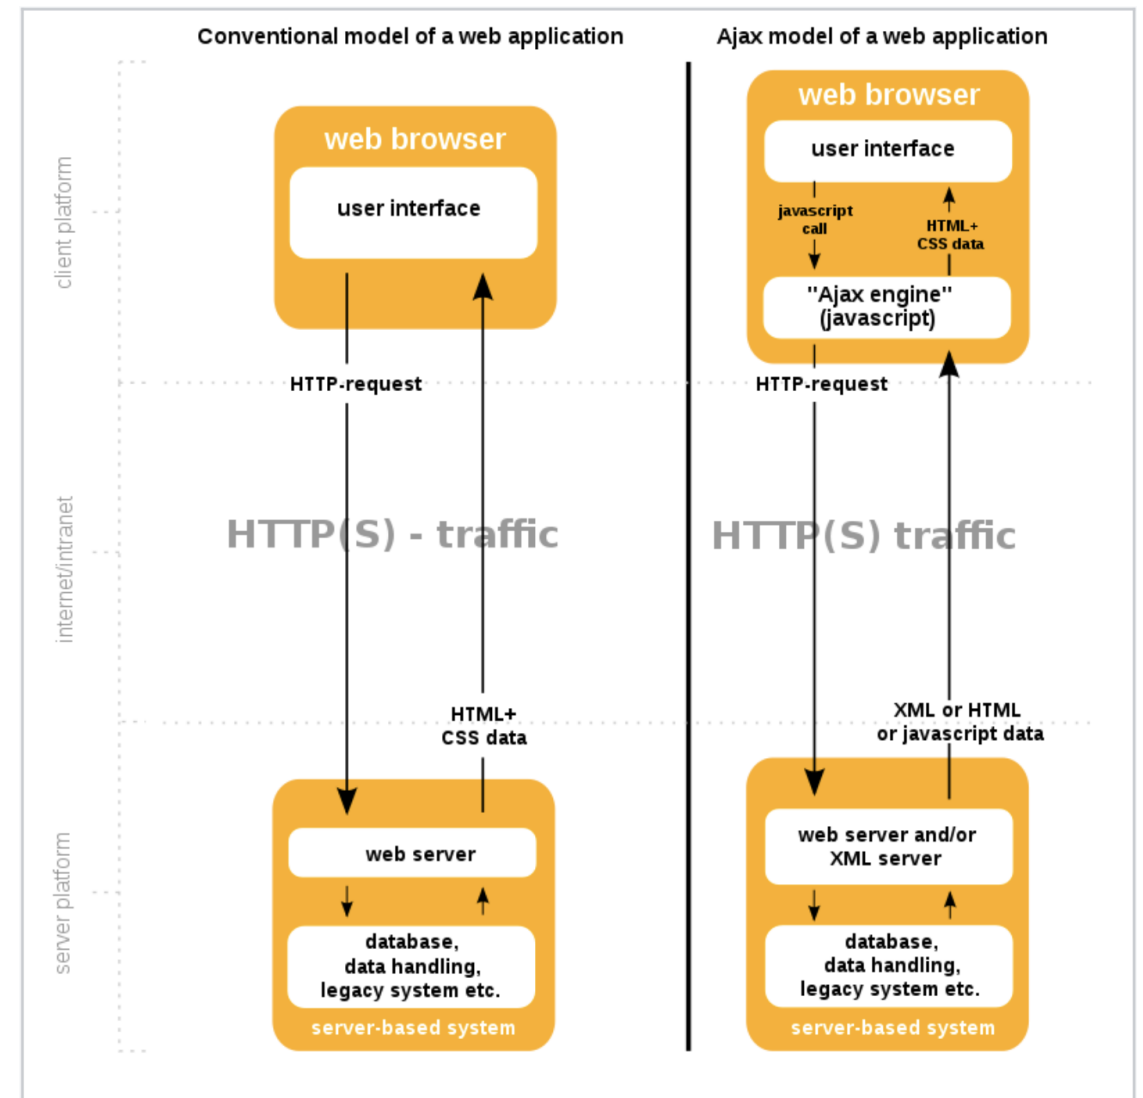 Conventional model of a web application
Ajax model of a web application
client platform
internet/intranet
server platform
web browser
user interface
HTTP-request
HTTP(S) - traffic
HTML+
CSS data
web server
database,
data handling,
legacy system etc.
server-based system
web browser
user interface
javascript
call
HTML+
CSS data
"Ajax engine"
(javascript)
HTTP-request
HTTP(S) traffic
XML or HTML
or javascript data
web server and/or
XML server
database,
data handling,
legacy system etc.
server-based system